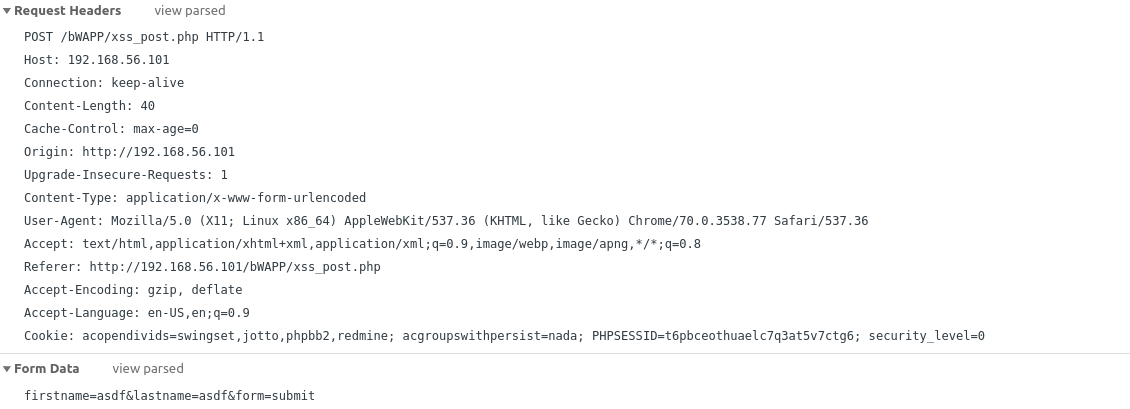 Request Headers view parsed
POST /bWAPP/xss_post.php HTTP/1.1
Host: 192.168.56.101
Connection: keep-alive
Content-Length: 40
Cache-Control: max-age=0
Origin: http://192.168.56.101
Upgrade-Insecure-Requests: 1
Content-Type: application/x-www-form-urlencoded
User-Agent: Mozilla/5.0 (X11; Linux x86_64) AppleWebKit/537.36 (KHTML, like Gecko) Chrome/70.0.3538.77 Safari/537.36
Accept: text/html,application/xhtml+xml,application/xml;q=0.9,image/webp,image/apng,*/*;q=0.8
Referer: http://192.168.56.101/bWAPP/xss_post.php
Accept-Encoding: gzip, deflate
Accept-Language: en-US,en;q=0.9
Cookie: acopendivids=swingset,jotto,phpbb2,redmine; acgroupswithpersist=nada; PHPSESSID=t6pbceothuaelc7q3at5v7ctg6; security_level=0
Form Data view parsed
firstname=asdf&lastname=asdf&form=submit